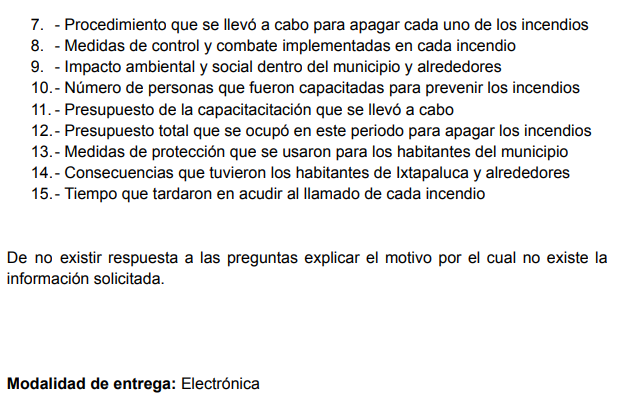 7. - Procedimiento que se llevó a cabo para apagar cada uno de los incendios
8. - Medidas de control y combate implementadas en cada incendio
9. - Impacto ambiental y social dentro del municipio y alrededores
10.- Número de personas que fueron capacitadas para prevenir los incendios
11.- Presupuesto de la capacitacitación que se llevó a cabo
12.- Presupuesto total que se ocupó en este periodo para apagar los incendios
13.- Medidas de protección que se usaron para los habitantes del municipio
14.- Consecuencias que tuvieron los habitantes de Ixtapaluca y alrededores
15.- Tiempo que tardaron en acudir al llamado de cada incendio
De no existir respuesta a las preguntas explicar el motivo por el cual no existe la
información solicitada.
Modalidad de entrega: Electrónica